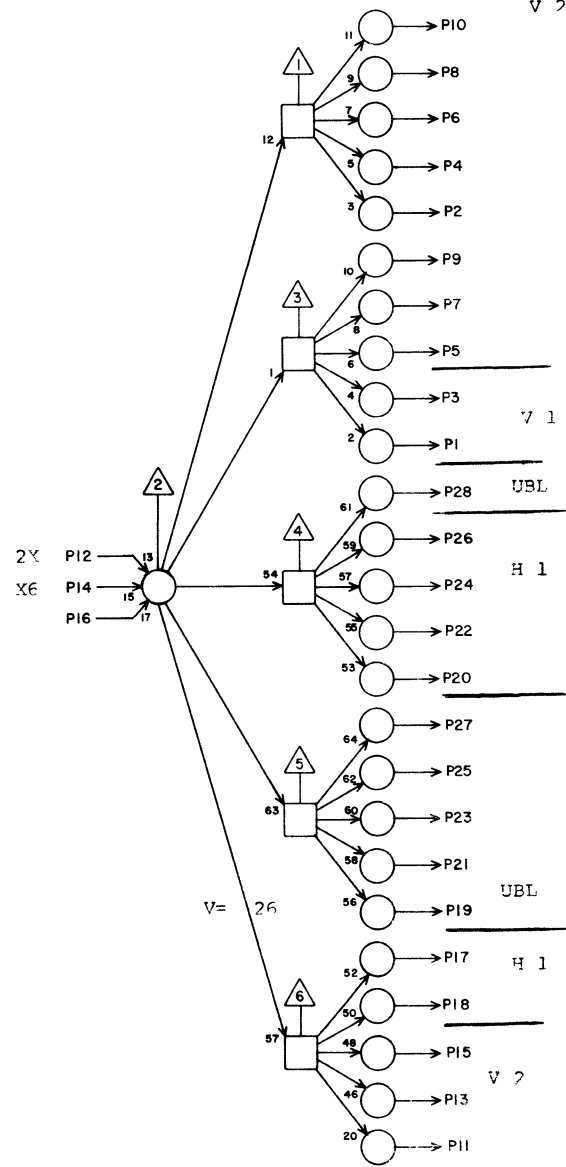 V 2
11 P10
1 9 P8
7 P6
12 5 P4
3 P2
10 P9
3 8 P7
6 P5
1 4 P3
V 1
2 P1
2 61 P28 UBL
4 59 P26
2X P12 13 54 57 P24 H 1
X6 P14 15 55 P22
P16 17 53 P20
64 P27
5 62 P25
63 60 P23
58 P21
V= 26 56 P19 UBL
52 P17 H 1
6 50 P18
57 48 P15
V 2
46 P13
20 P11